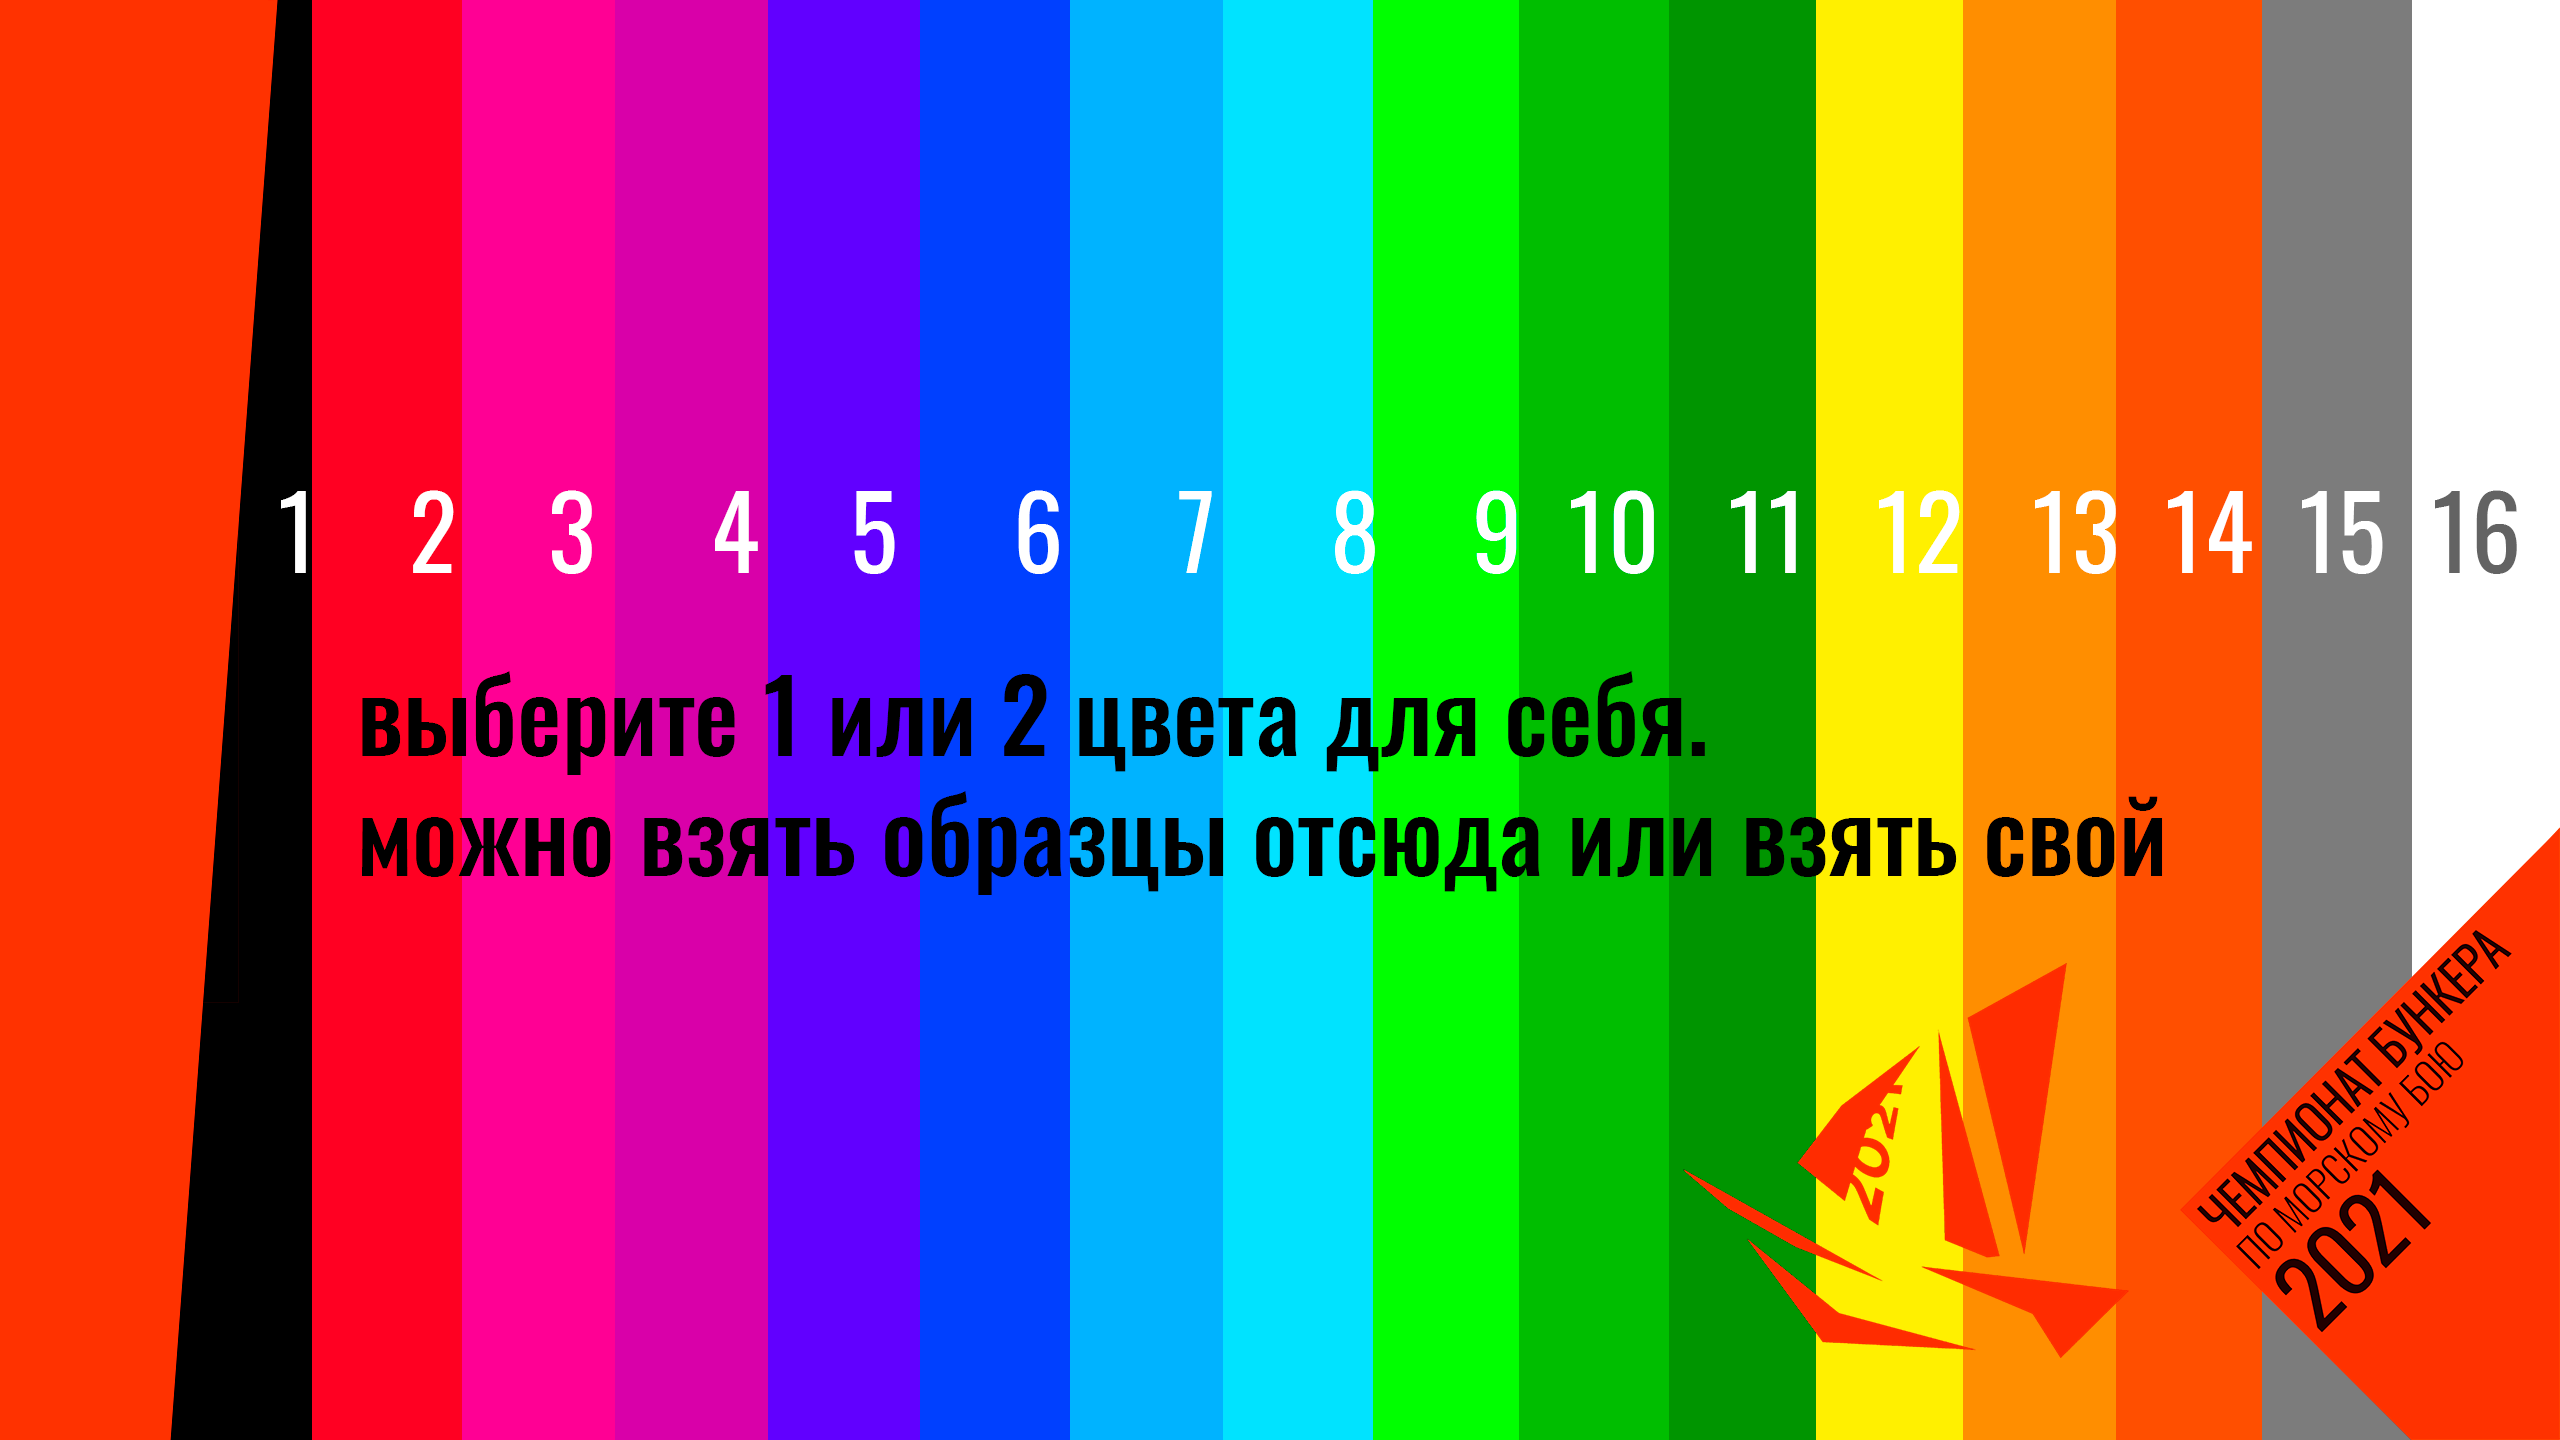 1 2 3 4 5 6 7 8 9 10 11 12 13 14 15 16
выберите 1 или 2 цвета для себя.
можно взять образцы отсюда или взять свой
2021
ЧЕМПИОНАТ БУНКЕРА
ПО МОРСКОМУ БОЮ
2021